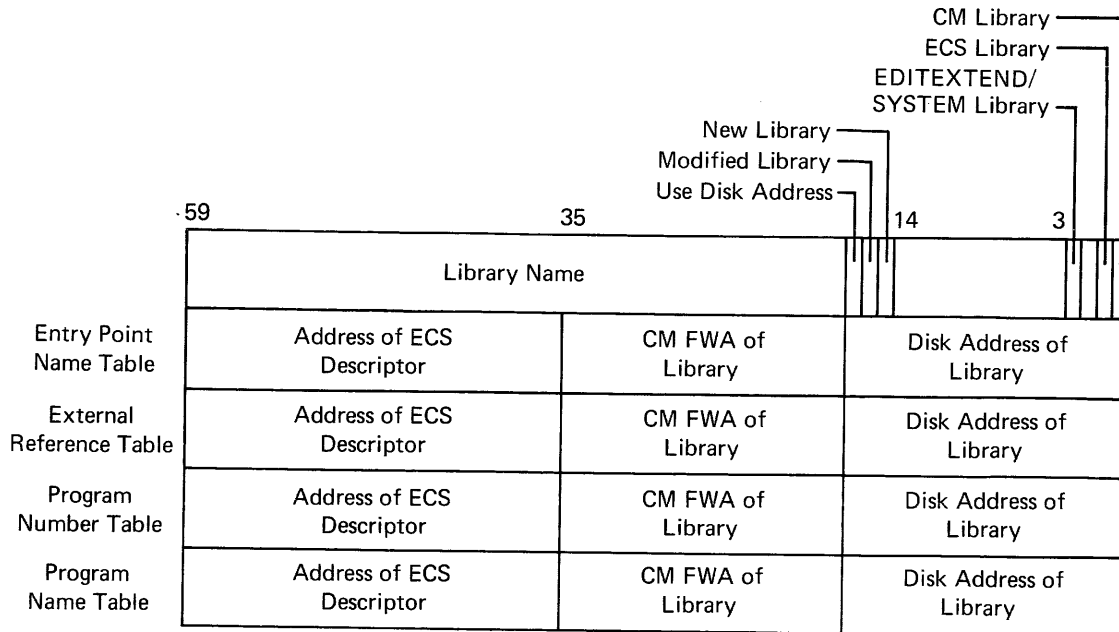 CM Library
ECS Library
EDITEXTEND/
SYSTEM Library
New Library
Modified Library
Use Disk Address
59
35
14
3
Library Name
Entry Point
Name Table
Address of ECS
Descriptor
CM FWA of
Library
Disk Address of
Library
External
Reference Table
Address of ECS
Descriptor
CM FWA of
Library
Disk Address of
Library
Program
Number Table
Address of ECS
Descriptor
CM FWA of
Library
Disk Address of
Library
Program
Name Table
Address of ECS
Descriptor
CM FWA of
Library
Disk Address of
Library